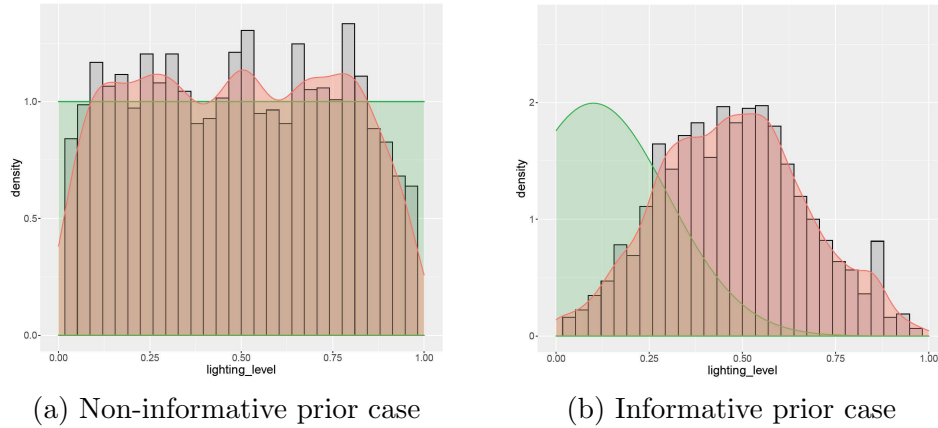 1.0
0.5
0.0
density
0.00
0.25
0.50
0.75
1.00
lighting_level
2
1
0
density
0.00
0.25
0.50
0.75
1.00
lighting_level
(a) Non-informative prior case
(b) Informative prior case